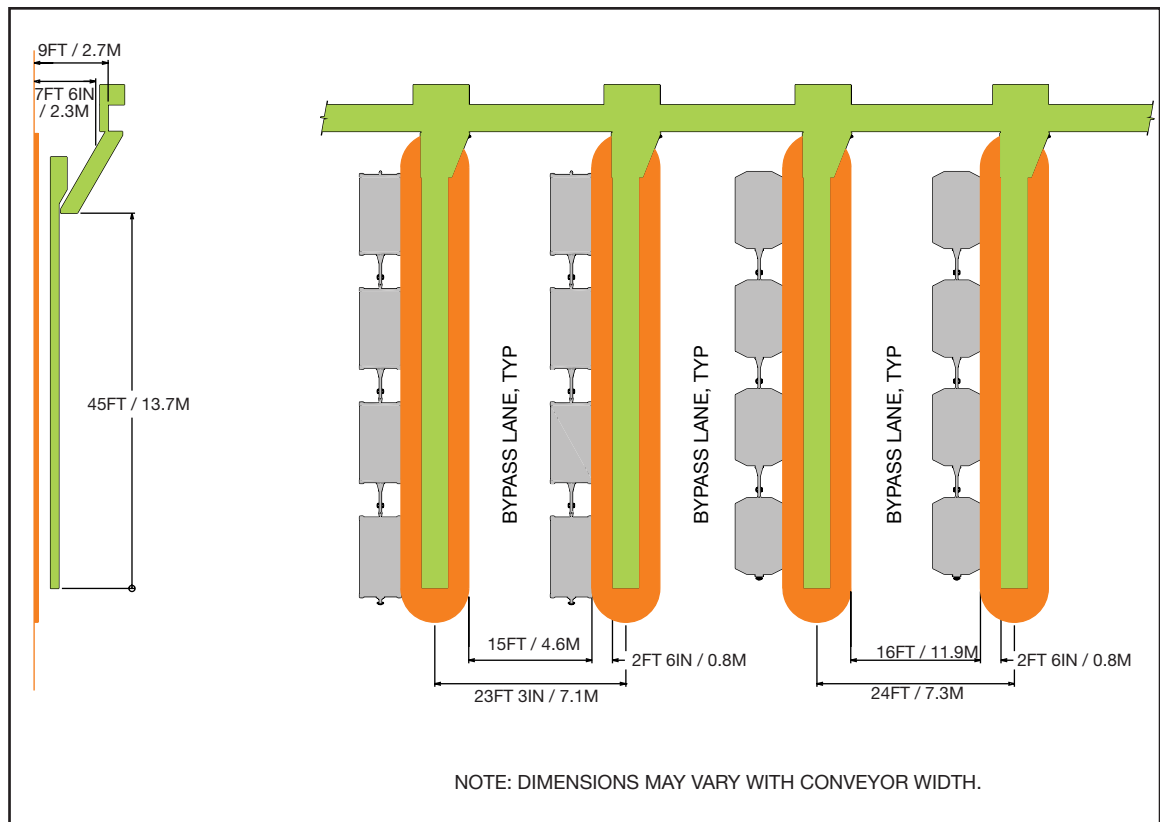 9FT / 2.7M
7FT 6IN
/ 2.3M
45FT / 13.7M
BYPASS LANE, TYP
BYPASS LANE, TYP
BYPASS LANE, TYP
15FT / 4.6M
2FT 6IN / 0.8M
23FT 3IN / 7.1M
16FT / 11.9M
2FT 6IN / 0.8M
24FT / 7.3M
NOTE: DIMENSIONS MAY VARY WITH CONVEYOR WIDTH.